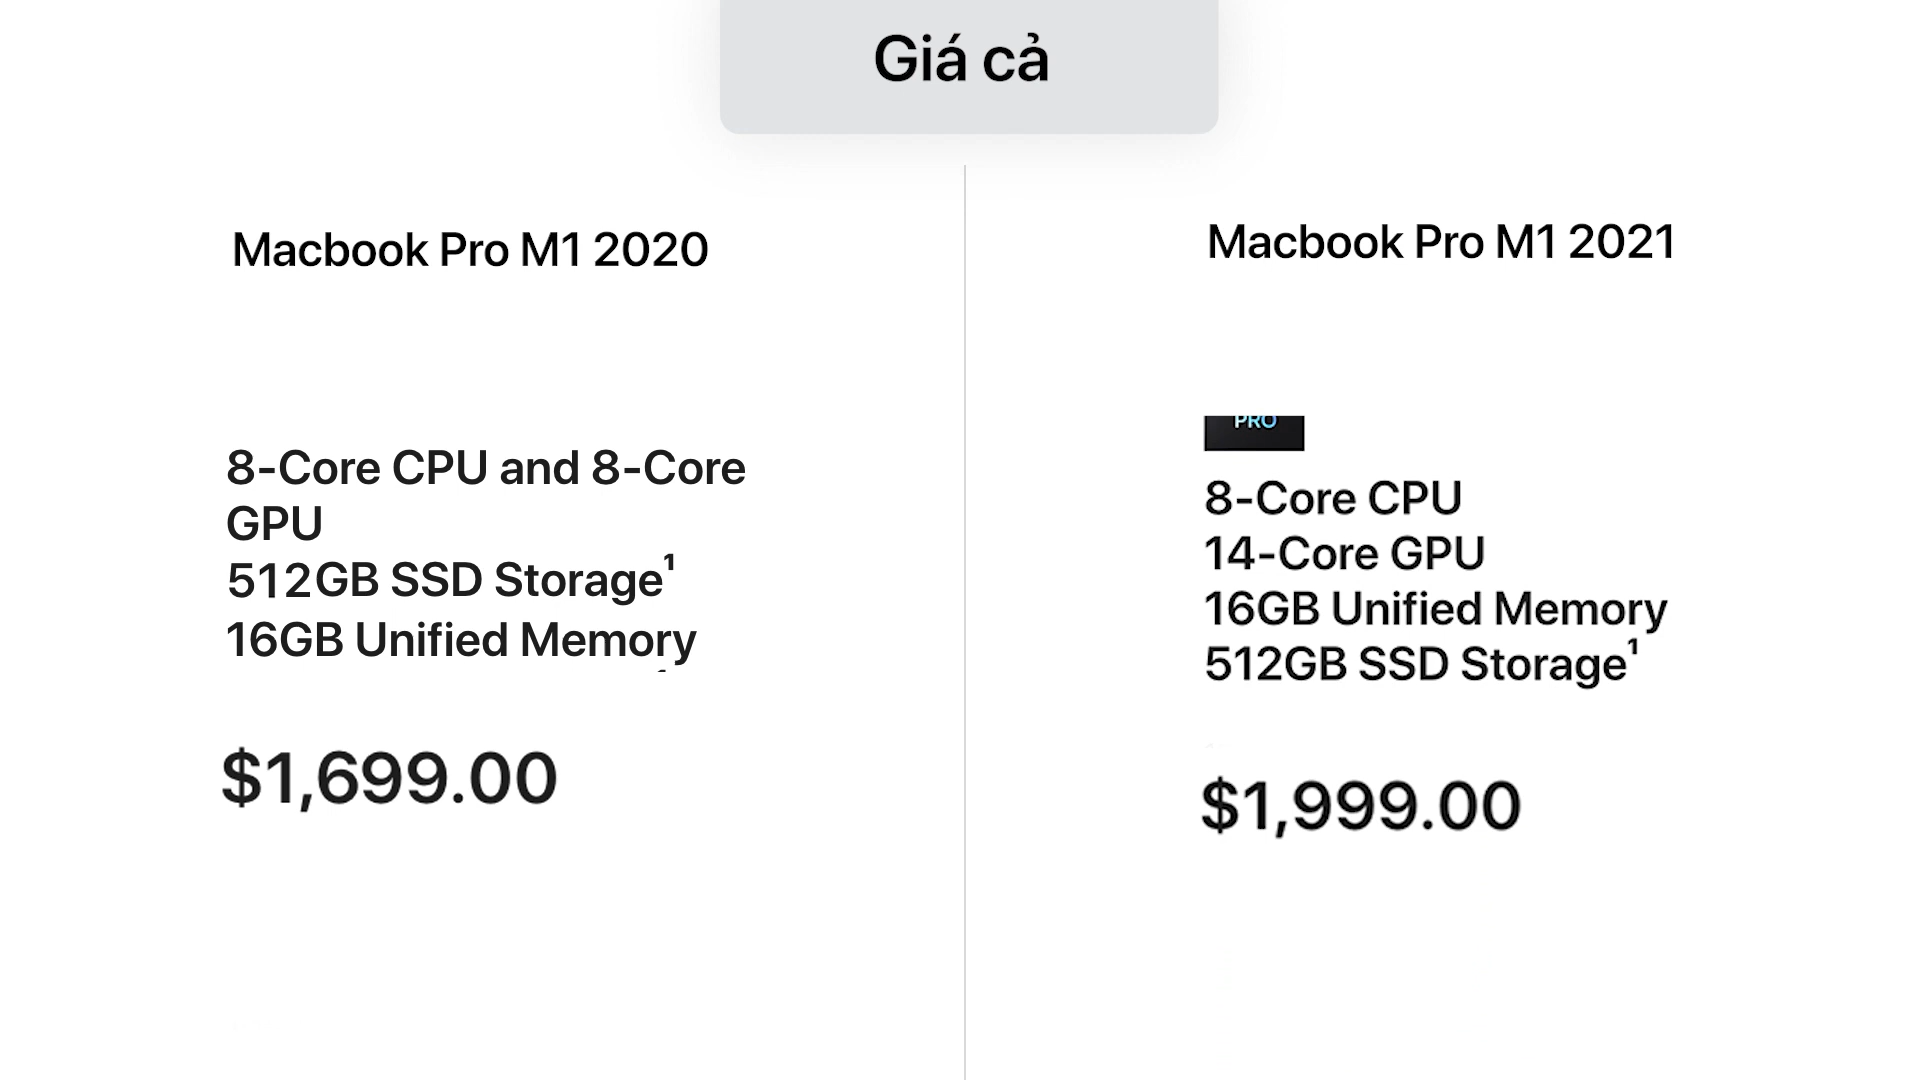 Giá cả
Macbook Pro M1 2020
8-Core CPU and 8-Core
GPU
512GB SSD Storage¹
16GB Unified Memory
$1,699.00
Macbook Pro M1 2021
PRO
8-Core CPU
14-Core GPU
16GB Unified Memory
512GB SSD Storage¹
$1,999.00